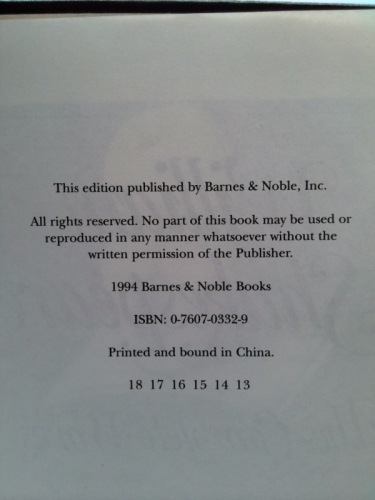 This edition published by Barnes & Noble, Inc.
All rights reserved. No part of this book may be used or
reproduced in any manner whatsoever without the
written permission of the Publisher.
1994 Barnes & Noble Books
ISBN: 0-7607-0332-9
Printed and bound in China.
18 17 16 15 14 13